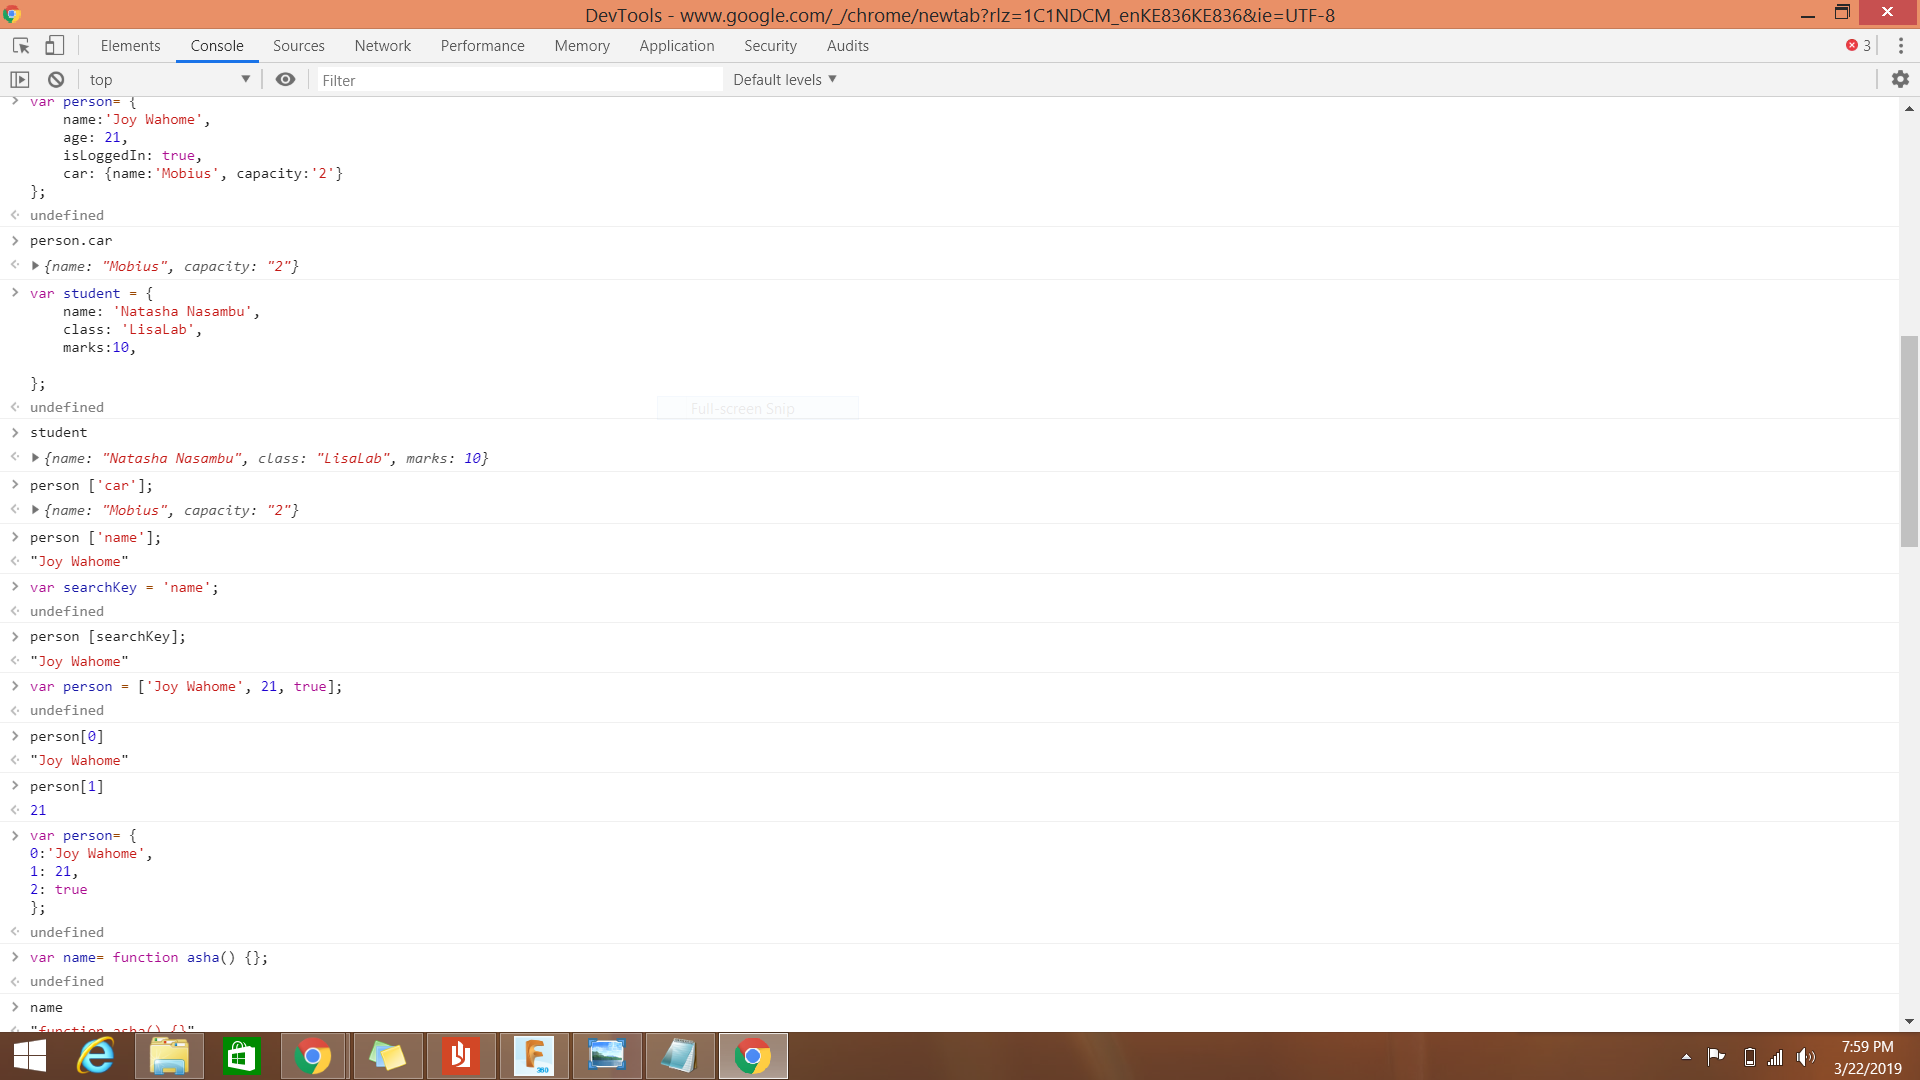 DevTools - www.google.com/_/chrome/newtab?rlz=1C1NDCM_enKE836KE836&ie=UTF-8
Elements Console Sources Network Performance Memory Application Security Audits 3
top Filter Default levels
var person= {
name:'Joy Wahome',
age: 21,
isLoggedIn: true,
car: {name:'Mobius', capacity:'2'}
};
undefined
person.car
{name: "Mobius", capacity: "2"}
var student = {
name: 'Natasha Nasambu',
class: 'LisaLab',
marks:10,
};
undefined
Full-screen Snip
student
{name: "Natasha Nasambu", class: "LisaLab", marks: 10}
person ['car'];
{name: "Mobius", capacity: "2"}
person ['name'];
"Joy Wahome"
var searchKey = 'name';
undefined
person [searchKey];
"Joy Wahome"
var person = ['Joy Wahome', 21, true];
undefined
person[0]
"Joy Wahome"
person[1]
21
var person= {
0:'Joy Wahome',
1: 21,
2: true
};
undefined
var name= function asha() {};
undefined
name
"function asha() {}"
F 360
7:59 PM
3/22/2019